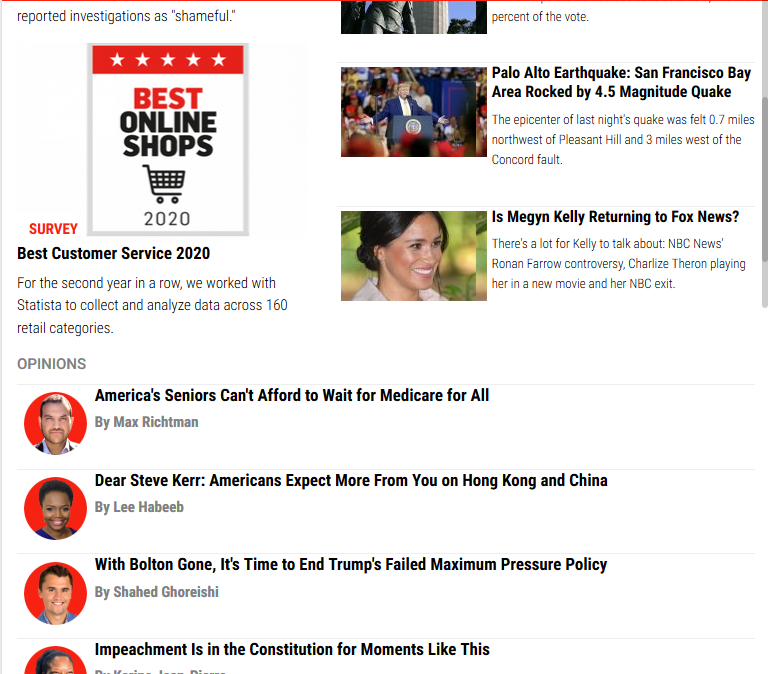 reported investigations as "shameful."
BEST
ONLINE
SHOPS
2020
SURVEY
Best Customer Service 2020
For the second year in a row, we worked with
Statista to collect and analyze data across 160
retail categories.
percent of the vote.
Palo Alto Earthquake: San Francisco Bay
Area Rocked by 4.5 Magnitude Quake
The epicenter of last night's quake was felt 0.7 miles
northwest of Pleasant Hill and 3 miles west of the
Concord fault.
Is Megyn Kelly Returning to Fox News?
There's a lot for Kelly to talk about: NBC News'
Ronan Farrow controversy, Charlize Theron playing
her in a new movie and her NBC exit.
OPINIONS
America's Seniors Can't Afford to Wait for Medicare for All
By Max Richtman
Dear Steve Kerr: Americans Expect More From You on Hong Kong and China
By Lee Habeeb
With Bolton Gone, It's Time to End Trump's Failed Maximum Pressure Policy
By Shahed Ghoreishi
Impeachment Is in the Constitution for Moments Like This